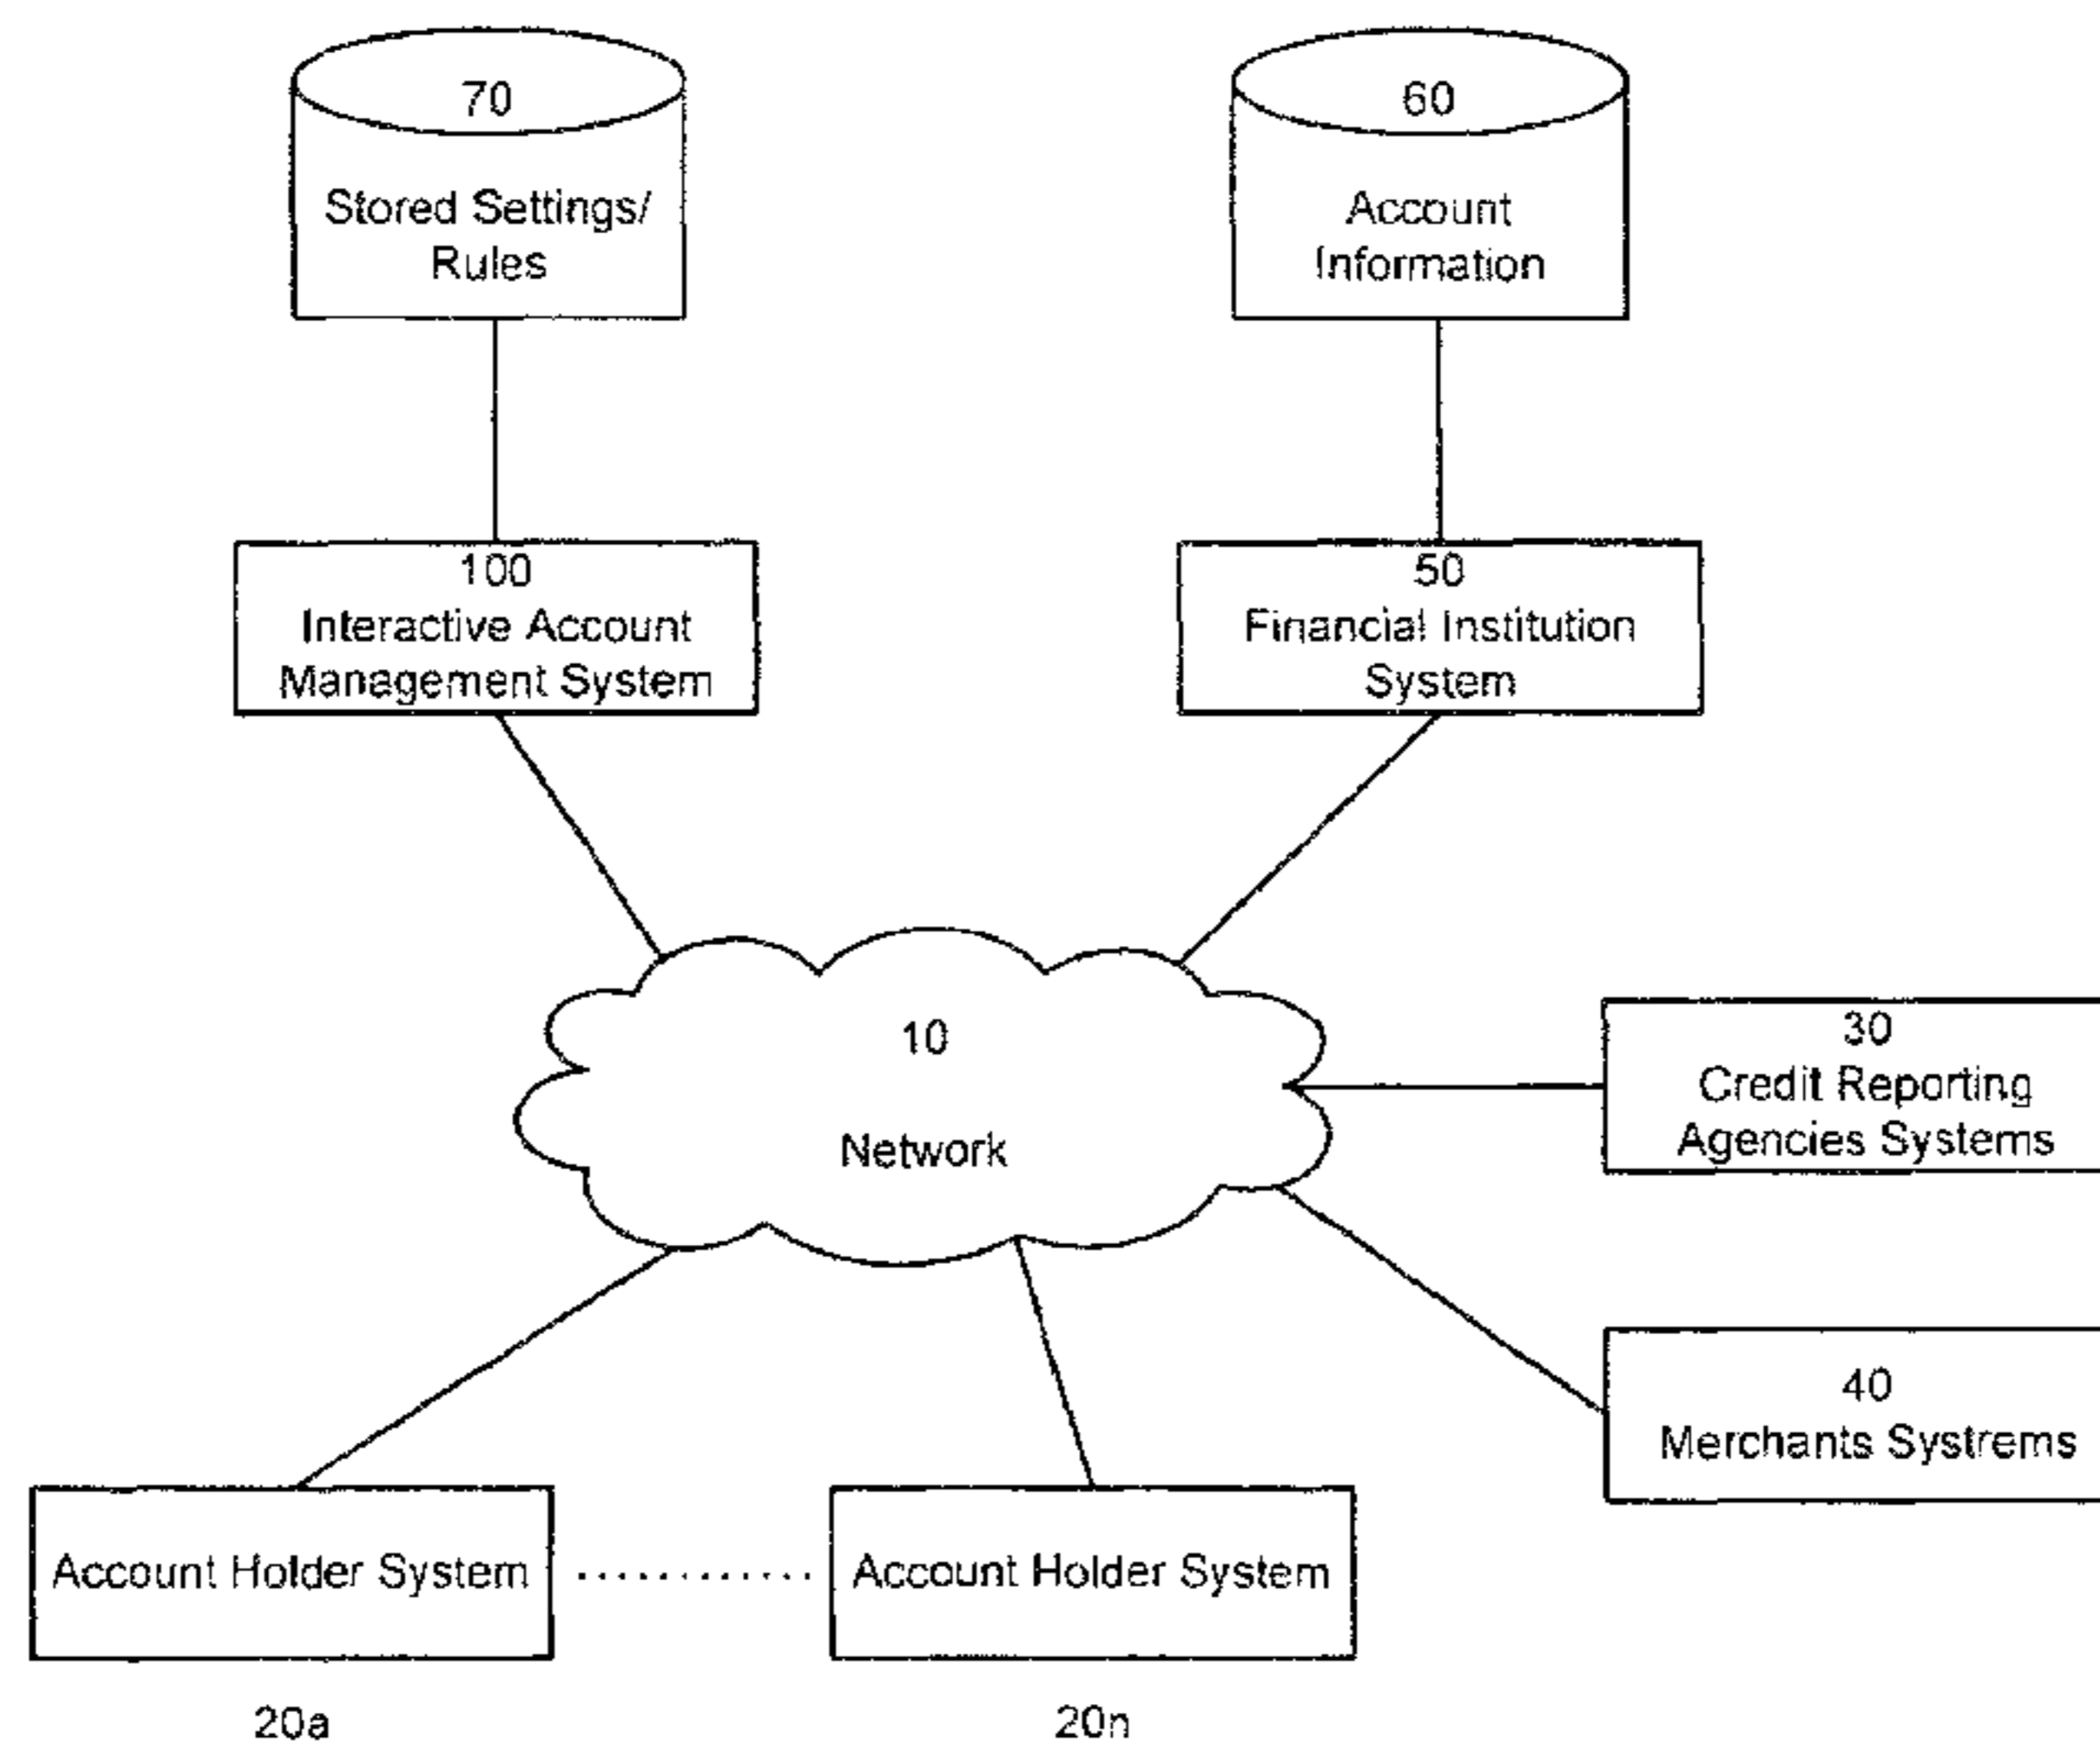 70
Stored Settings/
Rules
60
Account
Information
100
Interactive Account
Management System
50
Financial Institution
System
10
Network
30
Credit Reporting
Agencies Systems
40
Merchants Systrems
Account Holder System
Account Holder System
20a
20n